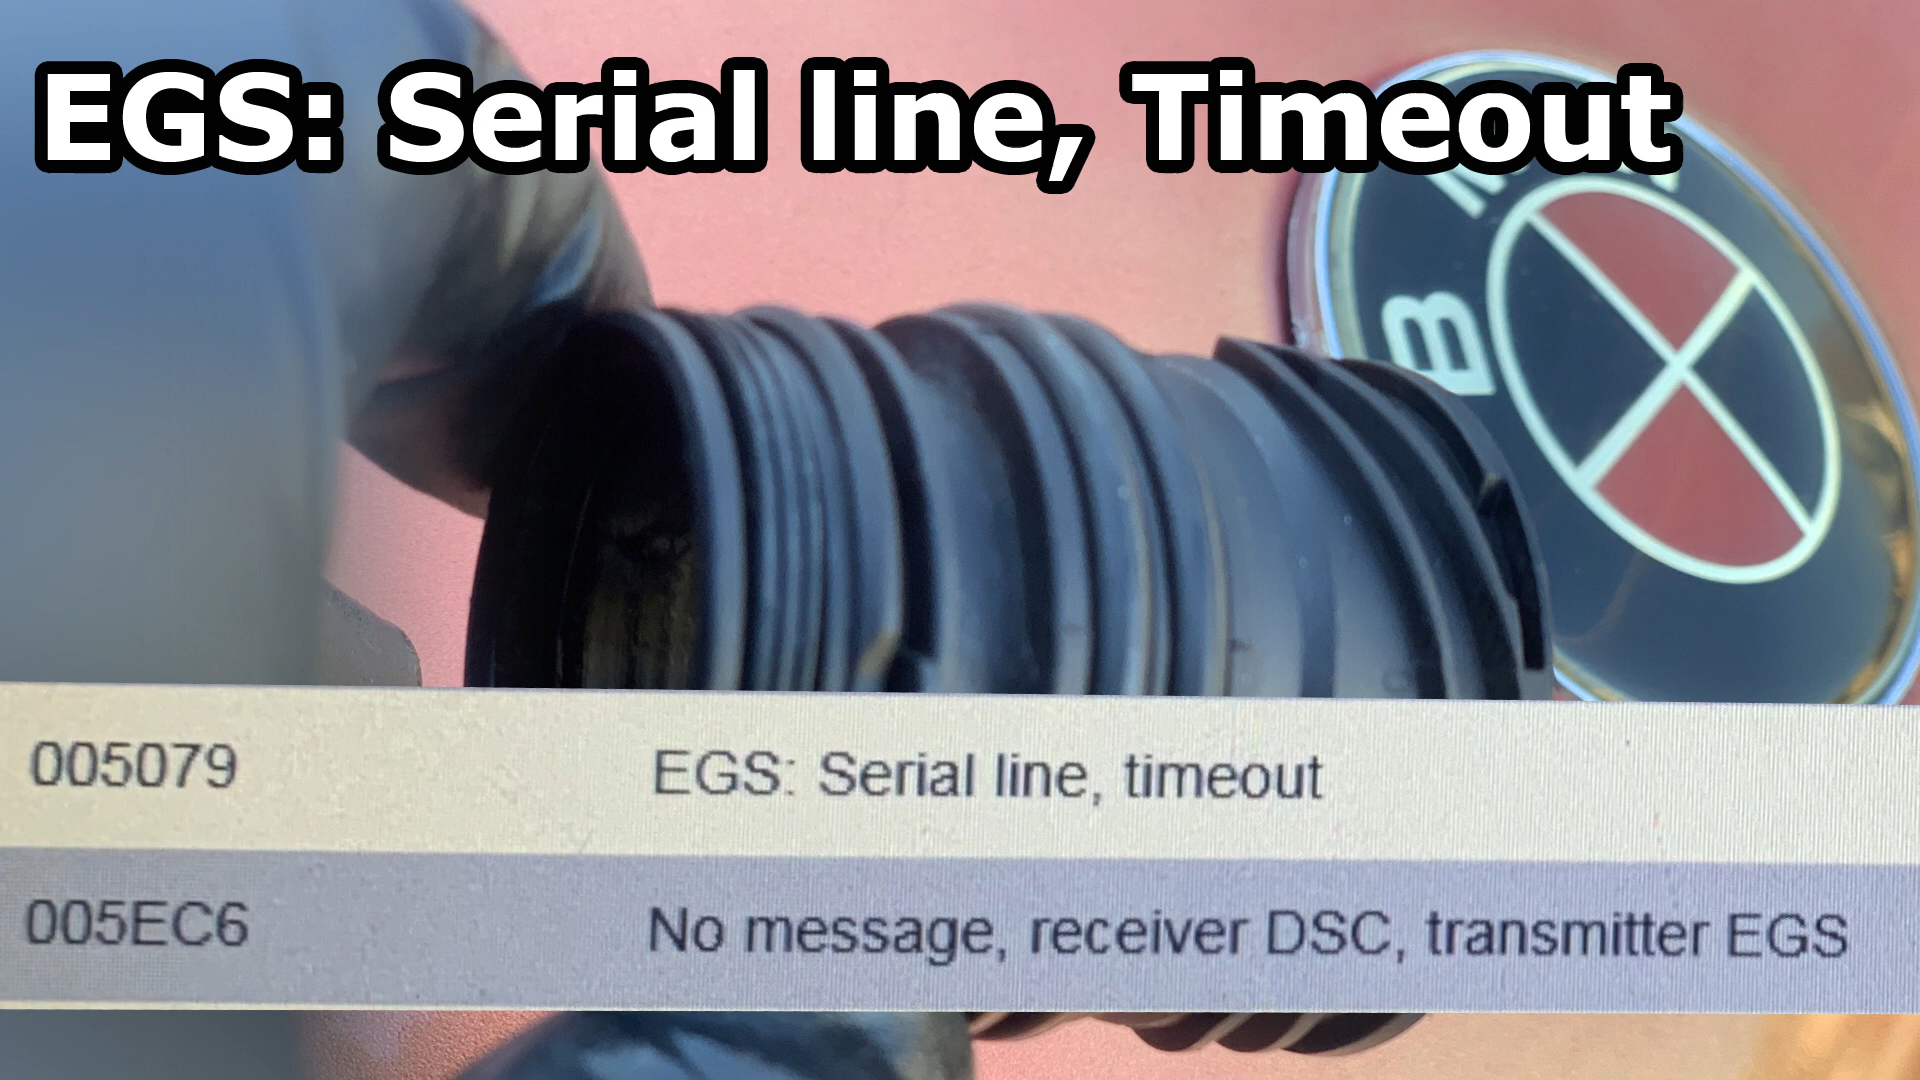 EGS: Serial line, Timeout
B M W
005079 EGS: Serial line, timeout
005EC6 No message, receiver DSC, transmitter EGS